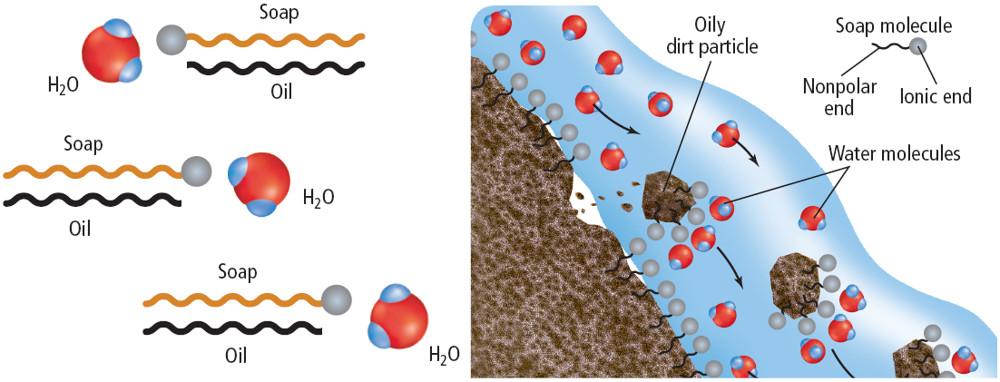 Soap
H₂O
Oil
Soap
H₂O
Oil
Soap
H₂O
Oil
Oily
dirt particle
Soap molecule
Nonpolar
end
Ionic end
Water molecules